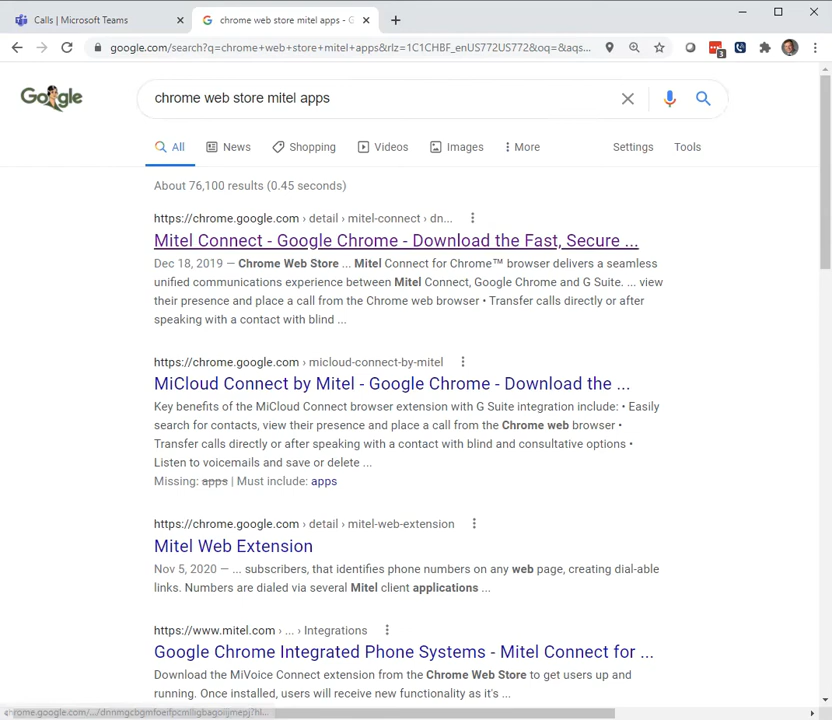 Calls | Microsoft Teams
chrome web store mitel apps - G
google.com/search?q=chrome+web+store+mitel+apps&rlz=1C1CHBF_enUS772US772&oq=&aqs...
3
Google
chrome web store mitel apps
All
News
Shopping
Videos
Images
More
Settings
Tools
About 76,100 results (0.45 seconds)
https://chrome.google.com › detail › mitel-connect › dn...
Mitel Connect - Google Chrome - Download the Fast, Secure ...
Dec 18, 2019 — Chrome Web Store ... Mitel Connect for Chrome™ browser delivers a seamless
unified communications experience between Mitel Connect, Google Chrome and G Suite. ... view
their presence and place a call from the Chrome web browser • Transfer calls directly or after
speaking with a contact with blind ...
https://chrome.google.com › micloud-connect-by-mitel
MiCloud Connect by Mitel - Google Chrome - Download the ...
Key benefits of the MiCloud Connect browser extension with G Suite integration include: • Easily
search for contacts, view their presence and place a call from the Chrome web browser •
Transfer calls directly or after speaking with a contact with blind and consultative options •
Listen to voicemails and save or delete ...
Missing: apps | Must include: apps
https://chrome.google.com › detail › mitel-web-extension
Mitel Web Extension
Nov 5, 2020 — ... subscribers, that identifies phone numbers on any web page, creating dial-able
links. Numbers are dialed via several Mitel client applications ...
https://www.mitel.com › ... › Integrations
Google Chrome Integrated Phone Systems - Mitel Connect for ...
Download the MiVoice Connect extension from the Chrome Web Store to get users up and
running. Once installed, users will receive new functionality as it's ...